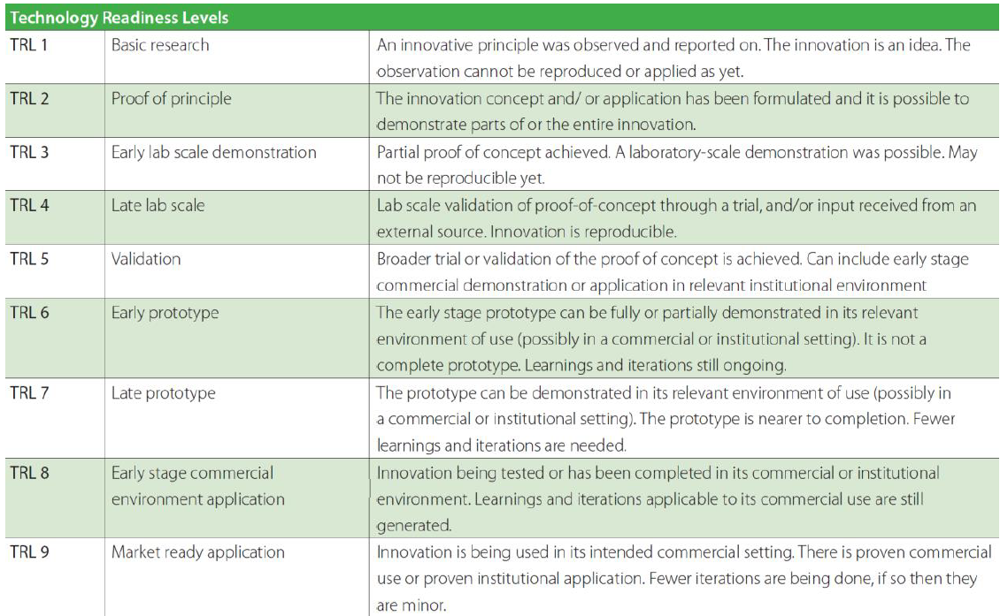 Technology Readiness Levels
TRL 1 Basic research An innovative principle was observed and reported on. The innovation is an idea. The
observation cannot be reproduced or applied as yet.
TRL 2 Proof of principle The innovation concept and/ or application has been formulated and it is possible to
demonstrate parts of or the entire innovation.
TRL 3 Early lab scale demonstration Partial proof of concept achieved. A laboratory-scale demonstration was possible. May
not be reproducible yet.
TRL 4 Late lab scale Lab scale validation of proof-of-concept through a trial, and/or input received from an
external source. Innovation is reproducible.
TRL 5 Validation Broader trial or validation of the proof of concept is achieved. Can include early stage
commercial demonstration or application in relevant institutional environment
TRL 6 Early prototype The early stage prototype can be fully or partially demonstrated in its relevant
environment of use (possibly in a commercial or institutional setting). It is not a
complete prototype. Learnings and iterations still ongoing.
TRL 7 Late prototype The prototype can be demonstrated in its relevant environment of use (possibly in
a commercial or institutional setting). The prototype is nearer to completion. Fewer
learnings and iterations are needed.
TRL 8 Early stage commercial Innovation being tested or has been completed in its commercial or institutional
environment application environment. Learnings and iterations applicable to its commercial use are still
generated.
TRL 9 Market ready application Innovation is being used in its intended commercial setting. There is proven commercial
use or proven institutional application. Fewer iterations are being done, if so then they
are minor.